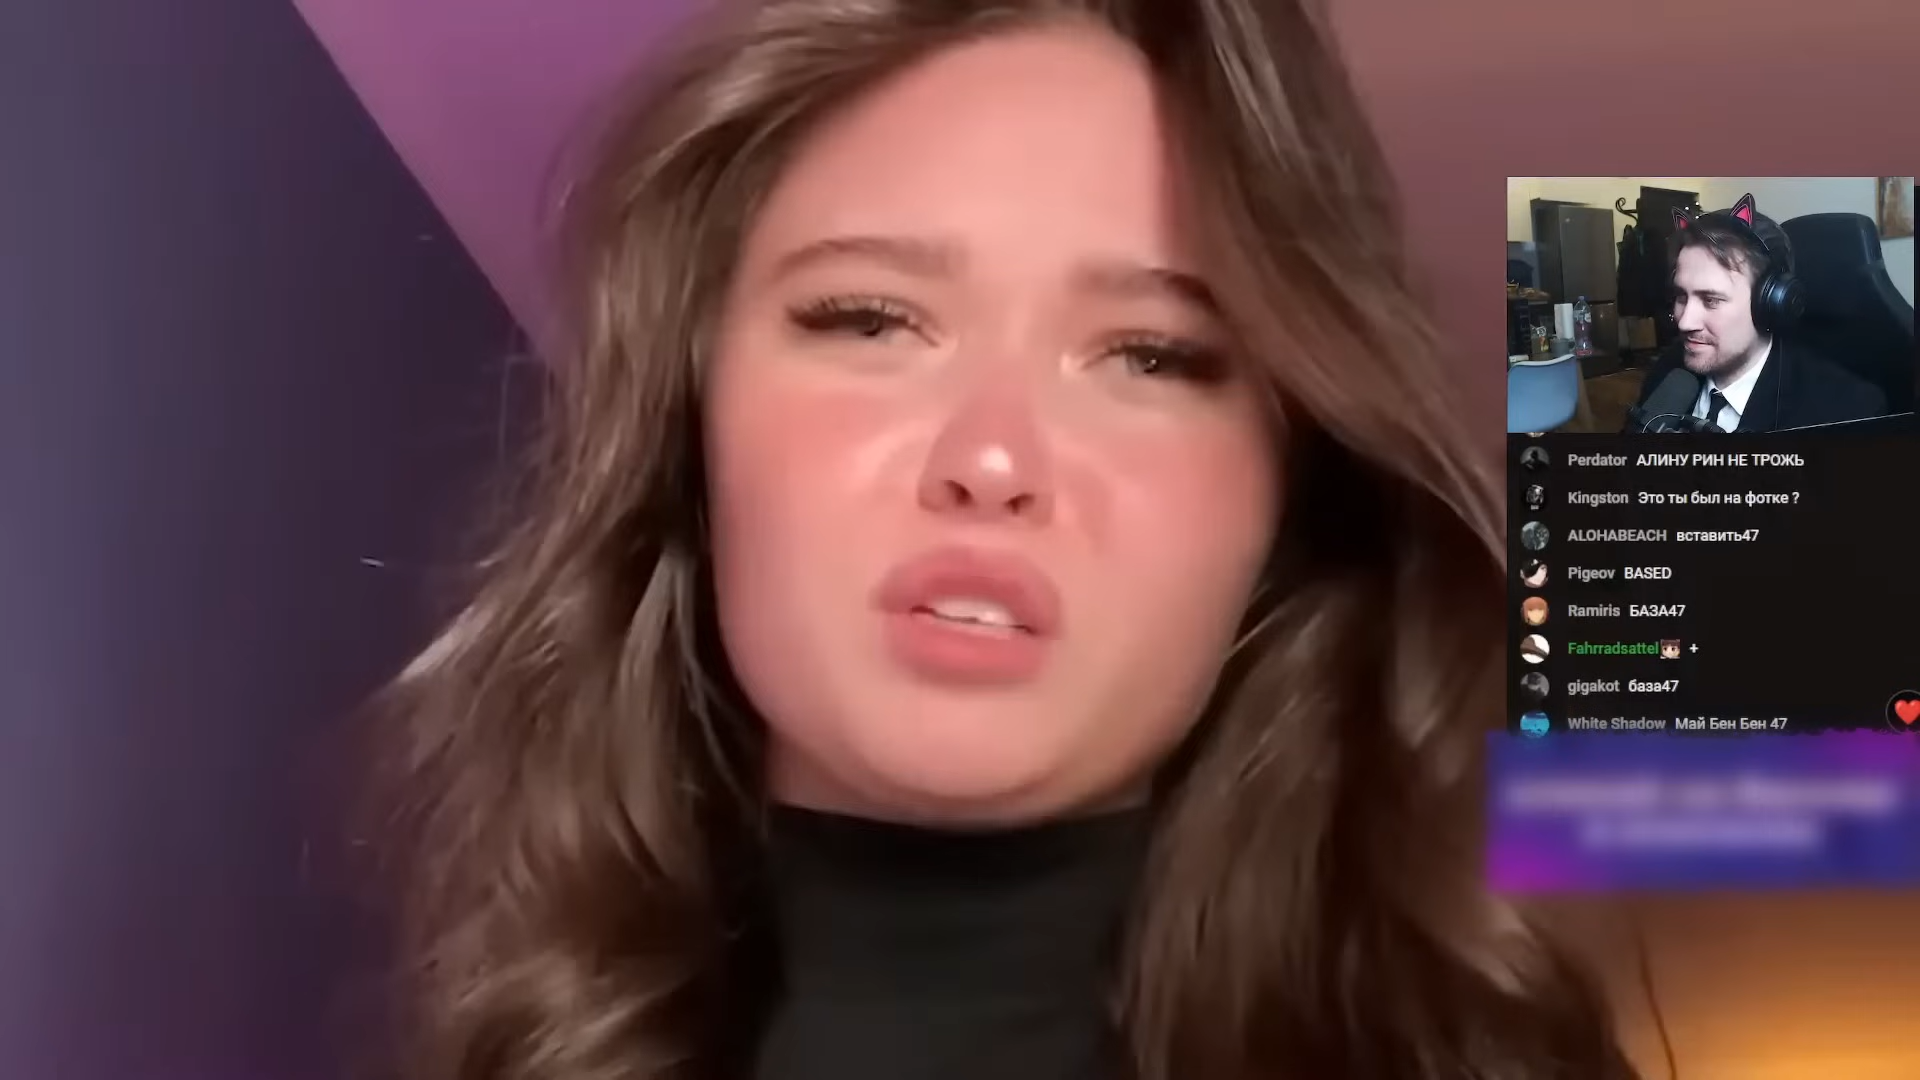 Perdator АЛИНУ РИН НЕ ТРОЖЬ
Kingston Это ты был на фотке ?
ALOHABEACH вставить47
Pigeov BASED
Ramiris БАЗА47
Fahrradsattel +
gigakot база47
White Shadow Май Бен Бен 47